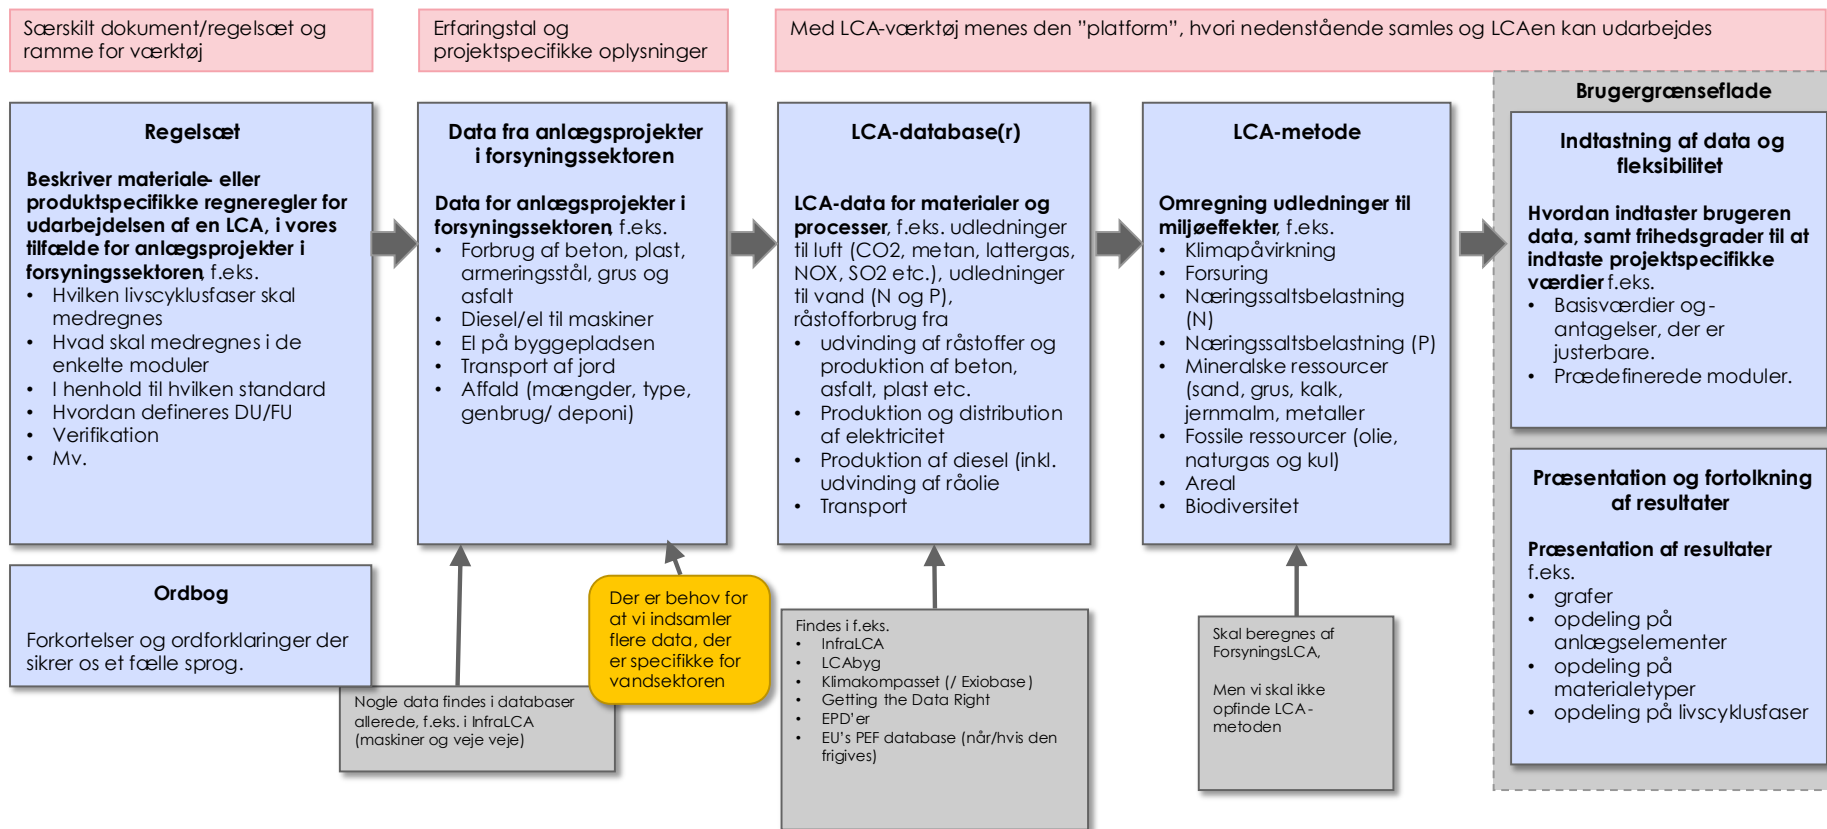 Særskilt dokument/regelsæt og
ramme for værktøj
Erfaringstal og
projektspecifikke oplysninger
Med LCA-værktøj menes den ”platform”, hvori nedenstående samles og LCAen kan udarbejdes
Regelsæt
Beskriver materiale- eller
produktspecifikke regneregler for
udarbejdelsen af en LCA, i vores
tilfælde for anlægsprojekter i
forsyningssektoren, f.eks.
• Hvilken livscyklusfaser skal
medregnes
• Hvad skal medregnes i de
enkelte moduler
• I henhold til hvilken standard
• Hvordan defineres DU/FU
• Verifikation
• Mv.
Ordbog
Forkortelser og ordforklaringer der
sikrer os et fælle sprog.
Data fra anlægsprojekter
i forsyningssektoren
Data for anlægsprojekter i
forsyningssektoren, f.eks.
• Forbrug af beton, plast,
armeringsstål, grus og
asfalt
• Diesel/el til maskiner
• El på byggepladsen
• Transport af jord
• Affald (mængder, type,
genbrug/ deponi)
Nogle data findes i databaser
allerede, f.eks. i InfraLCA
(maskiner og veje veje)
Der er behov for
at vi indsamler
flere data, der
er specifikke for
vandsektoren
LCA-database(r)
LCA-data for materialer og
processer, f.eks. udledninger
til luft (CO2, metan, lattergas,
NOX, SO2 etc.), udledninger
til vand (N og P),
råstofforbrug fra
• udvinding af råstoffer og
produktion af beton,
asfalt, plast etc.
• Produktion og distribution
af elektricitet
• Produktion af diesel (inkl.
udvinding af råolie
• Transport
Findes i f.eks.
• InfraLCA
• LCAbyg
• Klimakompasset (/ Exiobase)
• Getting the Data Right
• EPD’er
• EU’s PEF database (når/hvis den
frigives)
LCA-metode
Omregning udledninger til
miljøeffekter, f.eks.
• Klimapåvirkning
• Forsuring
• Næringssaltsbelastning
(N)
• Næringssaltsbelastning (P)
• Mineralske ressourcer
(sand, grus, kalk,
jernmalm, metaller
• Fossile ressourcer (olie,
naturgas og kul)
• Areal
• Biodiversitet
Skal beregnes af
ForsyningsLCA,
Men vi skal ikke
opfinde LCA-
metoden
Brugergrænseflade
Indtastning af data og
fleksibilitet
Hvordan indtaster brugeren
data, samt frihedsgrader til at
indtaste projektspecifikke
værdier f.eks.
• Basisværdier og -
antagelser, der er
justerbare.
• Prædefinerede moduler.
Præsentation og fortolkning
af resultater
Præsentation af resultater
f.eks.
• grafer
• opdeling på
anlægselementer
• opdeling på
materialetyper
• opdeling på livscyklusfaser